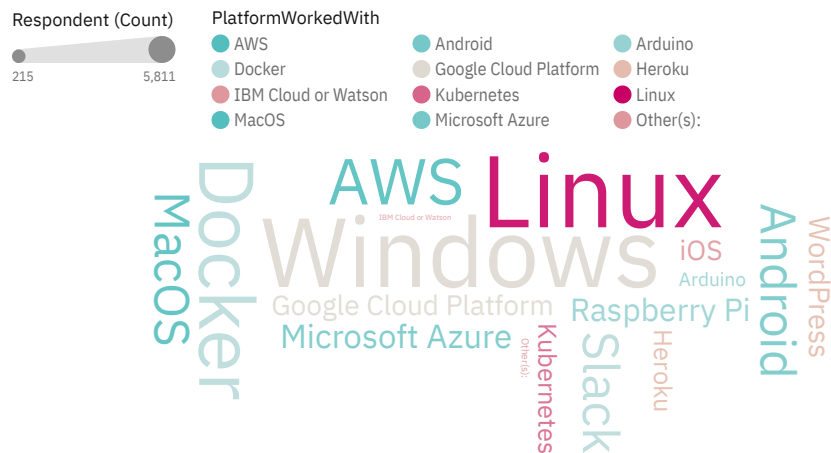 Respondent (Count)
215 5,811
PlatformWorkedWith
AWS Android Arduino
Docker Google Cloud Platform Heroku
IBM Cloud or Watson Kubernetes Linux
MacOS Microsoft Azure Other(s):
MacOS
Docker
AWS
Linux
IBM Cloud or Watson
Windows
iOS
Arduino
Google Cloud Platform
Raspberry Pi
Microsoft Azure
Other(s):
Kubernetes
Slack
Heroku
Android
WordPress